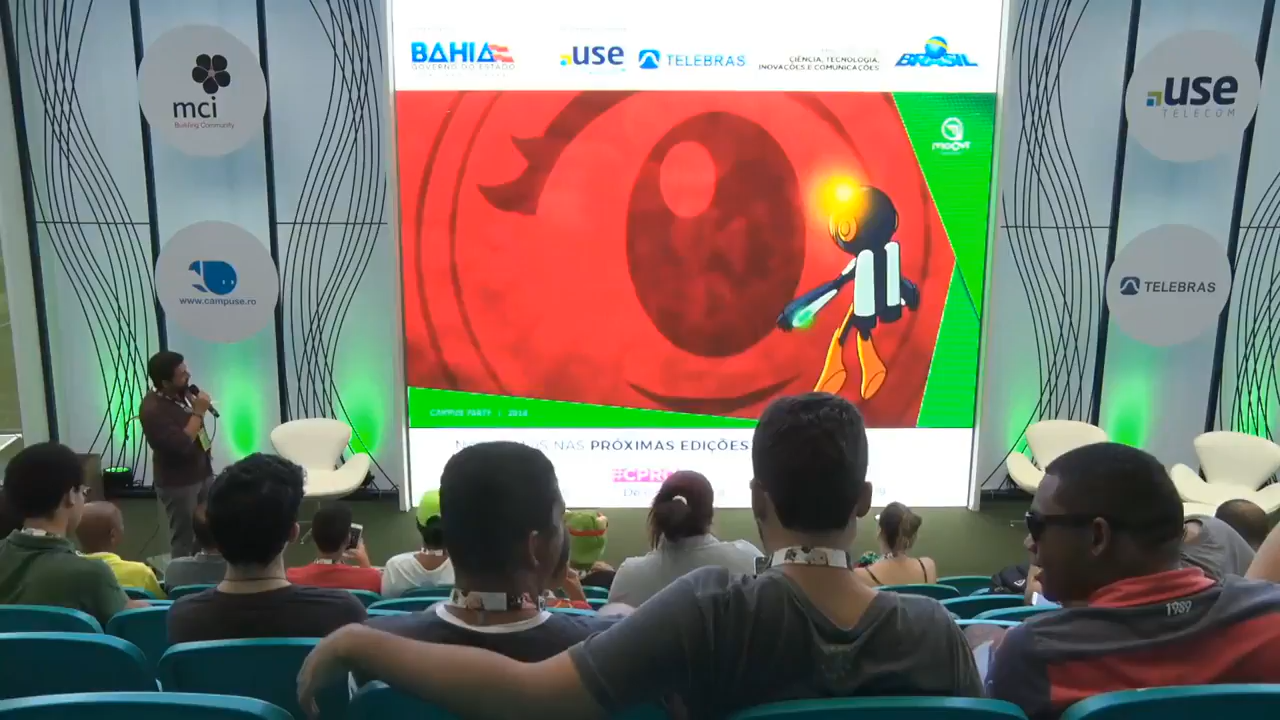 BAHIA
GOVERNO DO ESTADO
use
TELEBRAS
CIÊNCIA, TECNOLOGIA,
INOVAÇÕES E COMUNICAÇÕES
BRASIL
mci
Building Community
www.campuse.ro
use
TELECOM
TELEBRAS
CAMPUS PARTY | 2018
NAS PRÓXIMAS EDIÇÕES
1989